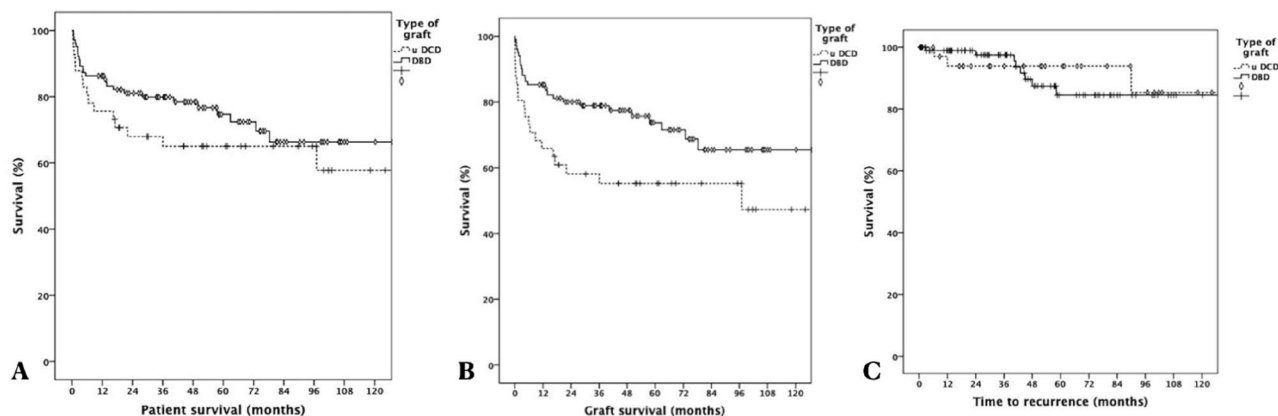 A
Survival (%)
100
80
60
40
20
0
0 12 24 36 48 60 72 84 96 108 120
Patient survival (months)
Type of
graft
u DCD
DBD
B
Survival (%)
100
80
60
40
20
0
0 12 24 36 48 60 72 84 96 108 120
Graft survival (months)
Type of
graft
u DCD
DBD
C
Survival (%)
100
80
60
40
20
0
0 12 24 36 48 60 72 84 96 108 120
Time to recurrence (months)
Type of
graft
u DCD
DBD